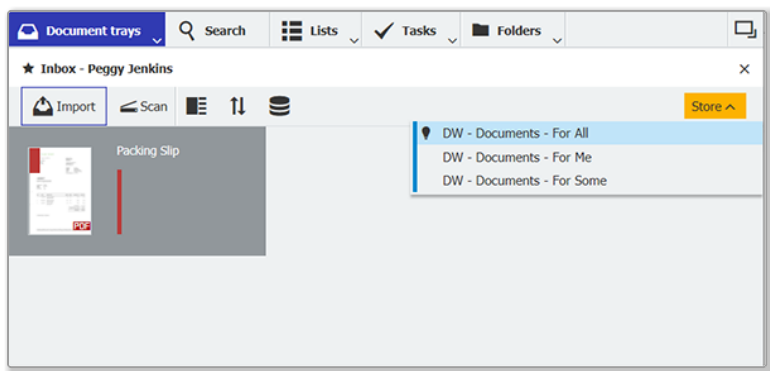 Document trays Search Lists Tasks Folders
Inbox - Peggy Jenkins
Import Scan Store
Packing Slip
PDF
DW - Documents - For All
DW - Documents - For Me
DW - Documents - For Some